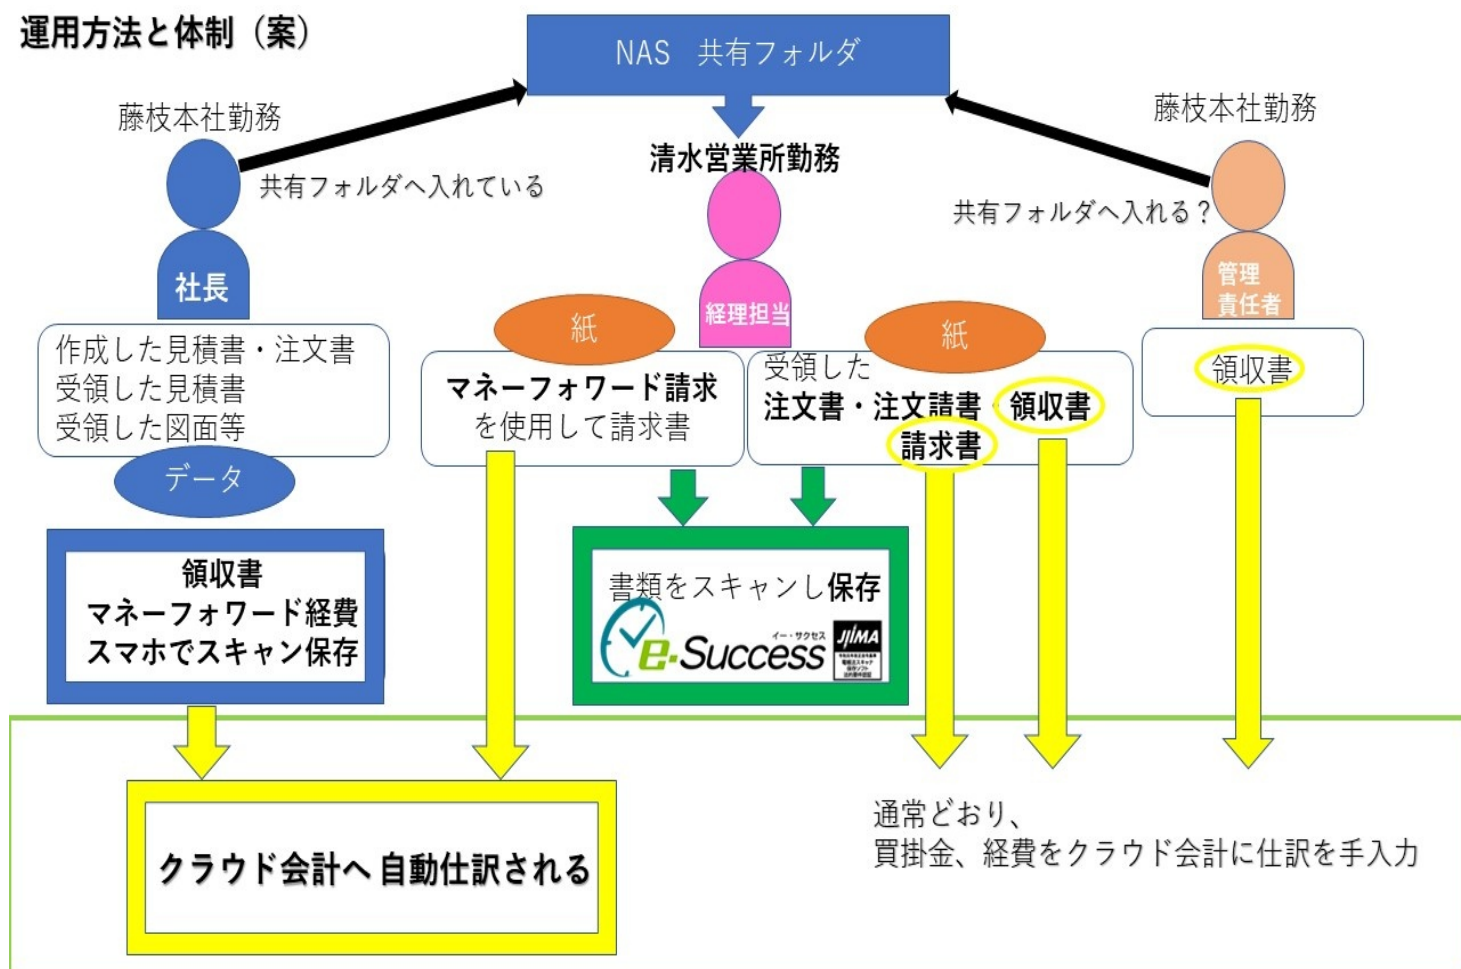 運用方法と体制（案）
NAS　共有フォルダ
藤枝本社勤務
共有フォルダへ入れている
社長
清水営業所勤務
経理担当
藤枝本社勤務
共有フォルダへ入れる？
管理
責任者
作成した見積書・注文書
受領した見積書
受領した図面等
データ
紙
マネーフォワード請求
を使用して請求書
紙
受領した
注文書・注文請書・領収書
請求書
領収書
領収書
マネーフォワード経費
スマホでスキャン保存
書類をスキャンし保存
イー・サクセス
e-Success
JIIMA
クラウド会計へ 自動仕訳される
通常どおり、
買掛金、経費をクラウド会計に仕訳を手入力